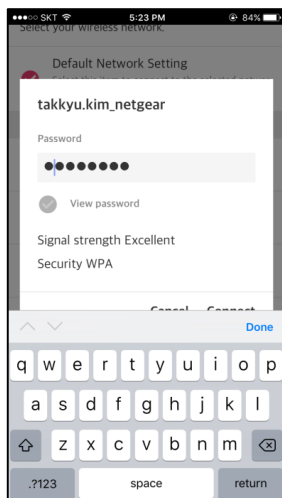 SKT 5:23 PM 84%
Select your wireless network.
Default Network Setting
takkyu.kim_netgear
Password
●●●●●●●●
View password
Signal strength Excellent
Security WPA
Cancel Connect
Done
q w e r t y u i o p
a s d f g h j k l
z x c v b n m
.?123 space return